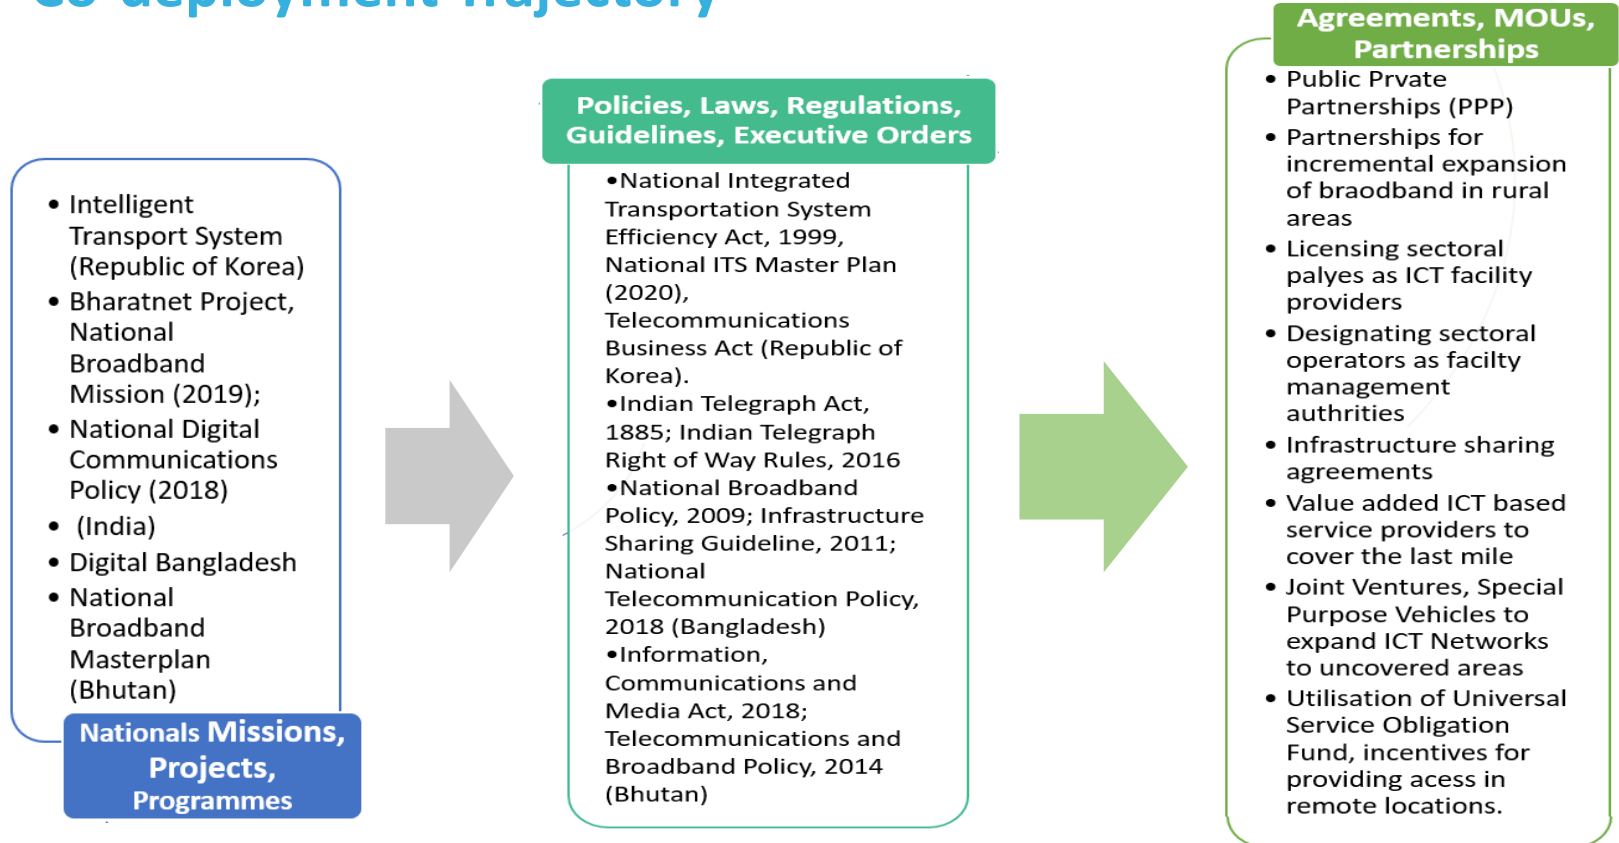 Co-deployment Trajectory
• Intelligent
Transport System
(Republic of Korea)
• Bharatnet Project,
National
Broadband
Mission (2019);
• National Digital
Communications
Policy (2018)
• (India)
• Digital Bangladesh
• National
Broadband
Masterplan
(Bhutan)
Nationals Missions,
Projects,
Programmes
Policies, Laws, Regulations,
Guidelines, Executive Orders
•National Integrated
Transportation System
Efficiency Act, 1999,
National ITS Master Plan
(2020),
Telecommunications
Business Act (Republic of
Korea).
•Indian Telegraph Act,
1885; Indian Telegraph
Right of Way Rules, 2016
•National Broadband
Policy, 2009; Infrastructure
Sharing Guideline, 2011;
National
Telecommunication Policy,
2018 (Bangladesh)
•Information,
Communications and
Media Act, 2018;
Telecommunications and
Broadband Policy, 2014
(Bhutan)
Agreements, MOUs,
Partnerships
• Public Prvate
Partnerships (PPP)
• Partnerships for
incremental expansion
of braodband in rural
areas
• Licensing sectoral
palyes as ICT facility
providers
• Designating sectoral
operators as facilty
management
authrities
• Infrastructure sharing
agreements
• Value added ICT based
service providers to
cover the last mile
• Joint Ventures, Special
Purpose Vehicles to
expand ICT Networks
to uncovered areas
• Utilisation of Universal
Service Obligation
Fund, incentives for
providing acess in
remote locations.